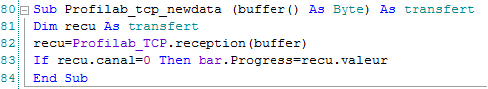 80 Sub Profilab_tcp_newdata (buffer() As Byte) As transfert
81 Dim recu As transfert
82 recu=Profilab_TCP.reception(buffer)
83 If recu.canal=0 Then bar.Progress=recu.valeur
84 End Sub